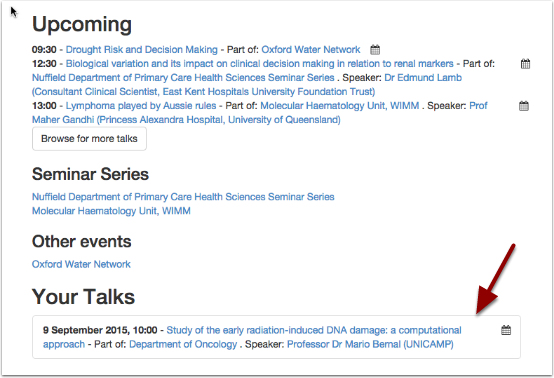 Upcoming
09:30 - Drought Risk and Decision Making - Part of: Oxford Water Network
12:30 - Biological variation and its impact on clinical decision making in relation to renal markers - Part of:
Nuffield Department of Primary Care Health Sciences Seminar Series . Speaker: Dr Edmund Lamb
(Consultant Clinical Scientist, East Kent Hospitals University Foundation Trust)
13:00 - Lymphoma played by Aussie rules - Part of: Molecular Haematology Unit, WIMM . Speaker: Prof
Maher Gandhi (Princess Alexandra Hospital, University of Queensland)
Browse for more talks
Seminar Series
Nuffield Department of Primary Care Health Sciences Seminar Series
Molecular Haematology Unit, WIMM
Other events
Oxford Water Network
Your Talks
9 September 2015, 10:00 - Study of the early radiation-induced DNA damage: a computational
approach - Part of: Department of Oncology . Speaker: Professor Dr Mario Bernal (UNICAMP)